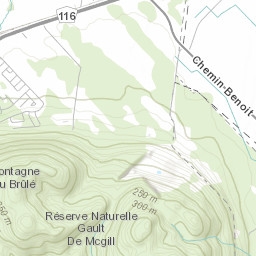 116
Chemin-Benoit
ontagne
u Brûlé
250 m
300 m
Réserve Naturelle
Gault
De Mcgill